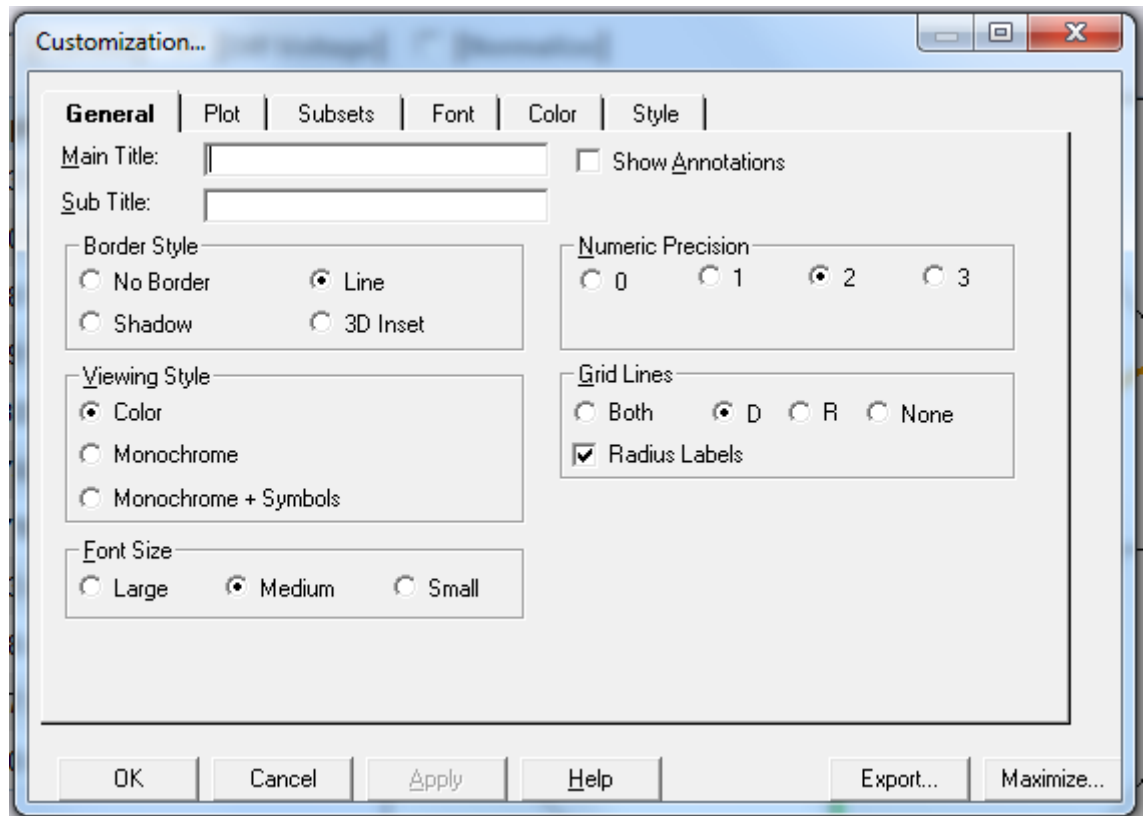 Customization...
General Plot Subsets Font Color Style
Main Title:
Show Annotations
Sub Title:
Border Style
No Border Line
Shadow 3D Inset
Numeric Precision
0 1 2 3
Viewing Style
Color
Monochrome
Monochrome + Symbols
Grid Lines
Both D R None
Radius Labels
Font Size
Large Medium Small
OK Cancel Apply Help Export... Maximize...